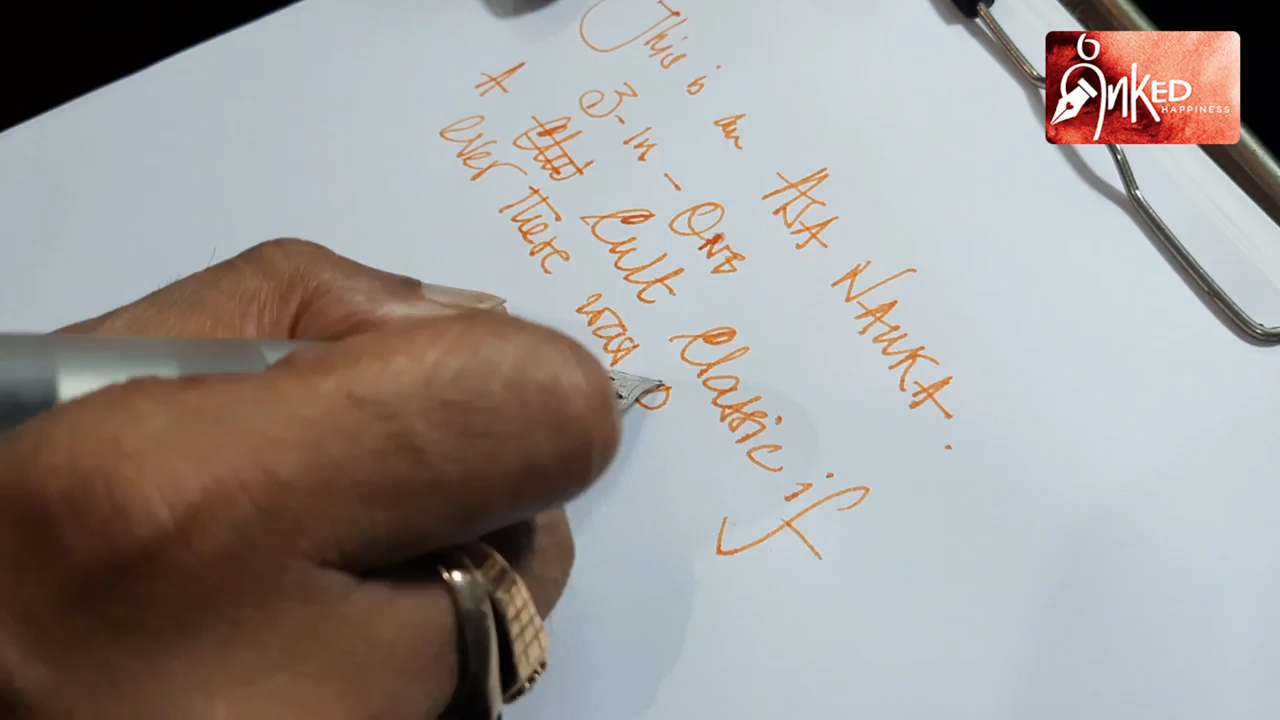 This is an ASA NAUKA.
3-in-One
A Cult Classic if
ever there was o
InKED
HAPPINESS